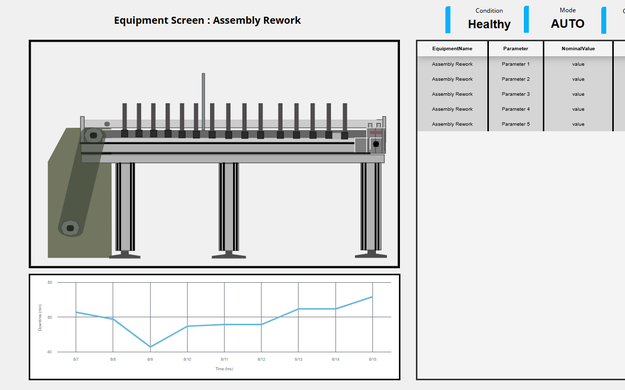 Equipment Screen : Assembly Rework
Condition
Healthy
Mode
AUTO
EquipmentName Parameter NominalValue
Assembly Rework Parameter 1 value
Assembly Rework Parameter 2 value
Assembly Rework Parameter 3 value
Assembly Rework Parameter 4 value
Assembly Rework Parameter 5 value
8/7 8/8 8/9 8/10 8/11 8/12 8/13 8/14 8/15
Time (hrs)